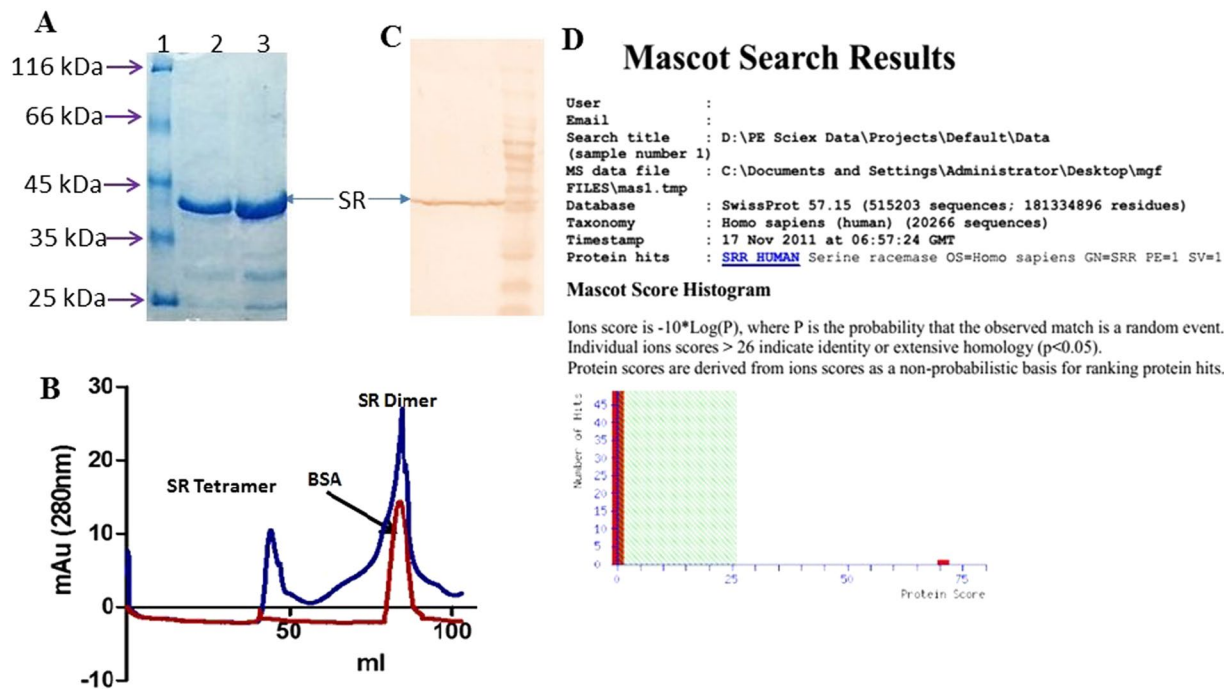 A
1 2 3
116 kDa
66 kDa
45 kDa
35 kDa
25 kDa
SR
C
B
30
20
10
0
-10
mAu (280nm)
SR Tetramer
BSA
SR Dimer
50
100
ml
D
Mascot Search Results
User :
Email :
Search title : D:\PE Sciex Data\Projects\Default\Data
(sample number 1)
MS data file : C:\Documents and Settings\Administrator\Desktop\mgf
FILES\mas1.tmp
Database : SwissProt 57.15 (515203 sequences; 181334896 residues)
Taxonomy : Homo sapiens (human) (20266 sequences)
Timestamp : 17 Nov 2011 at 06:57:24 GMT
Protein hits : SRR HUMAN Serine racemase OS=Homo sapiens GN=SRR PE=1 SV=1
Mascot Score Histogram
Ions score is -10*Log(P), where P is the probability that the observed match is a random event.
Individual ions scores > 26 indicate identity or extensive homology (p<0.05).
Protein scores are derived from ions scores as a non-probabilistic basis for ranking protein hits.
Number of Hits
45
40
35
30
25
20
15
10
5
0
0 25 50 75
Protein Score